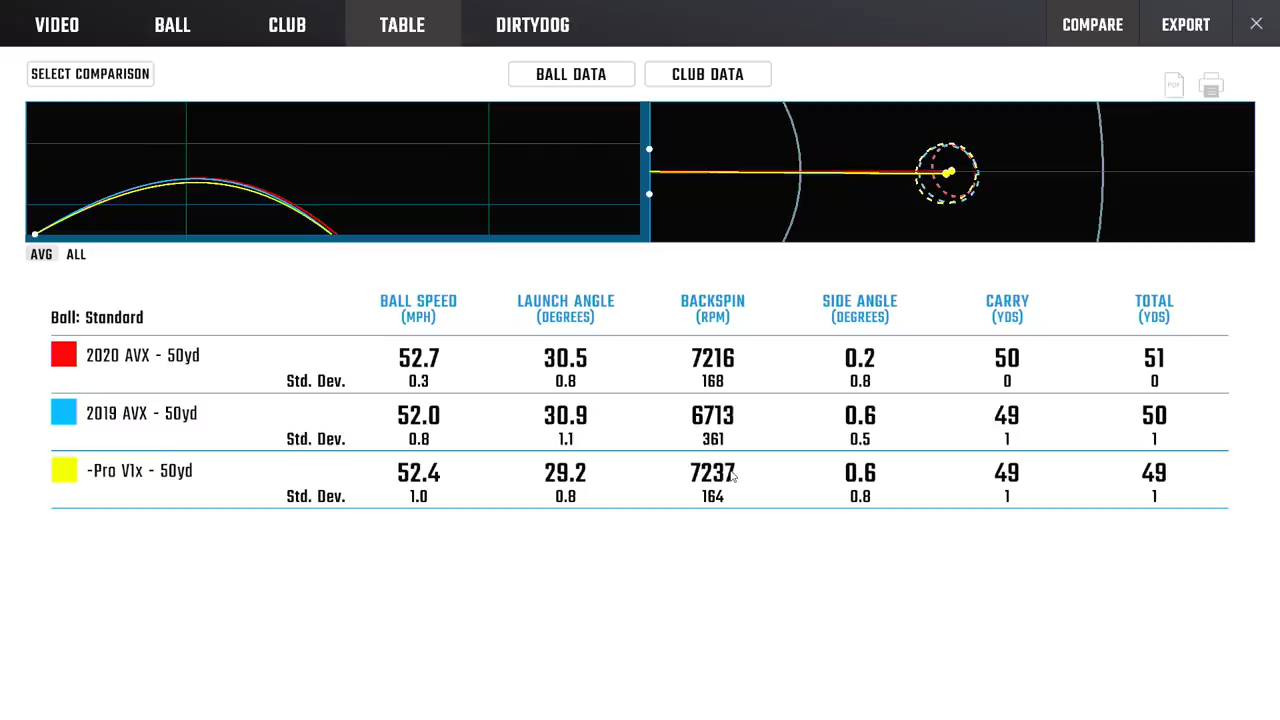 VIDEO BALL CLUB TABLE DIRTYDOG COMPARE EXPORT
SELECT COMPARISON BALL DATA CLUB DATA
PDF
AVG ALL
Ball: Standard BALL SPEED (MPH) LAUNCH ANGLE (DEGREES) BACKSPIN (RPM) SIDE ANGLE (DEGREES) CARRY (YDS) TOTAL (YDS)
2020 AVX - 50yd 52.7 30.5 7216 0.2 50 51
Std. Dev. 0.3 0.8 168 0.8 0 0
2019 AVX - 50yd 52.0 30.9 6713 0.6 49 50
Std. Dev. 0.8 1.1 361 0.5 1 1
-Pro V1x - 50yd 52.4 29.2 7237 0.6 49 49
Std. Dev. 1.0 0.8 164 0.8 1 1